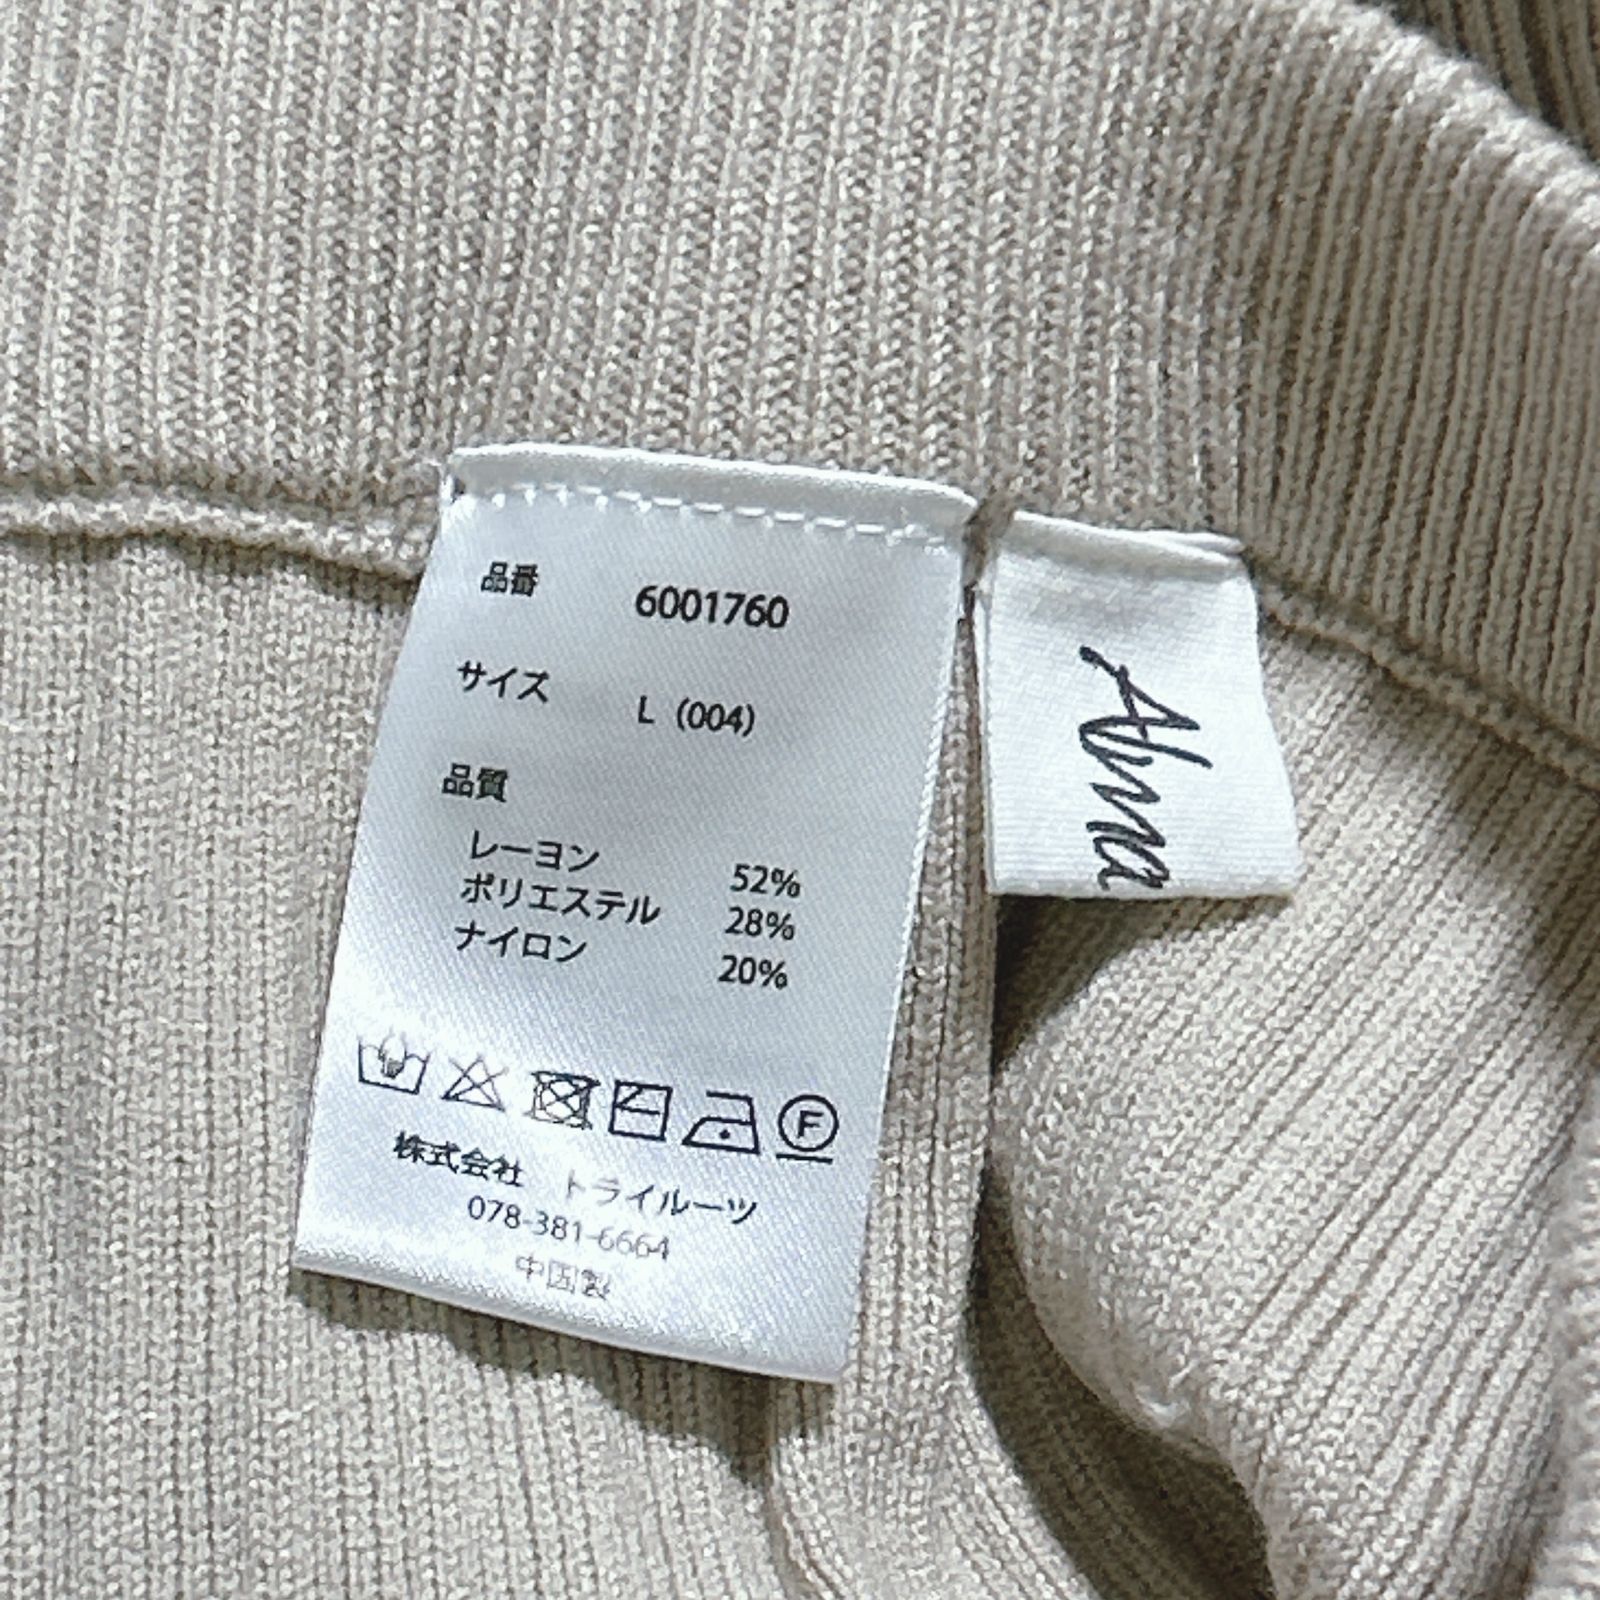 品番 6001760
サイズ L (004)
品質
レーヨン 52%
ポリエステル 28%
ナイロン 20%
F
株式会社 トライルーツ
078-381-6664
中国製
Alma